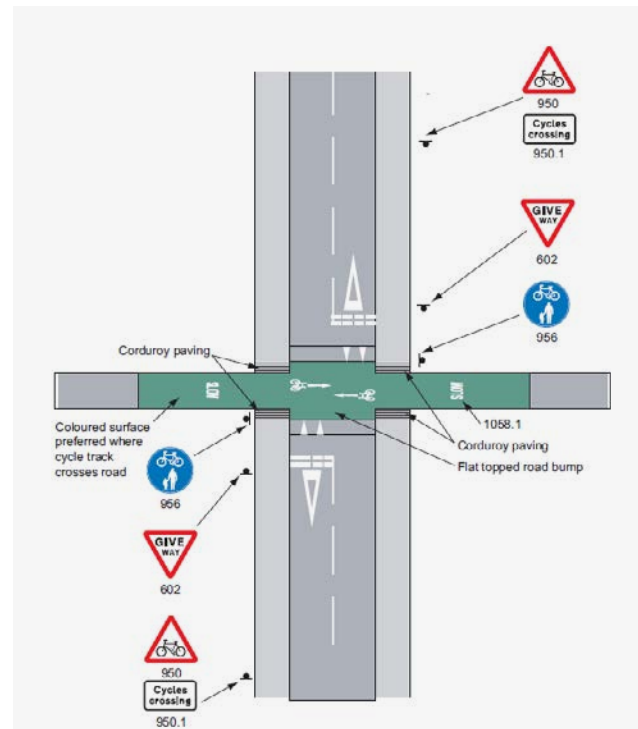 950
Cycles
crossing
950.1
GIVE
WAY
602
956
Corduroy paving
SLOW
SLOW
Coloured surface
preferred where
cycle track
crosses road
1058.1
Corduroy paving
Flat topped road bump
956
GIVE
WAY
602
950
Cycles
crossing
950.1